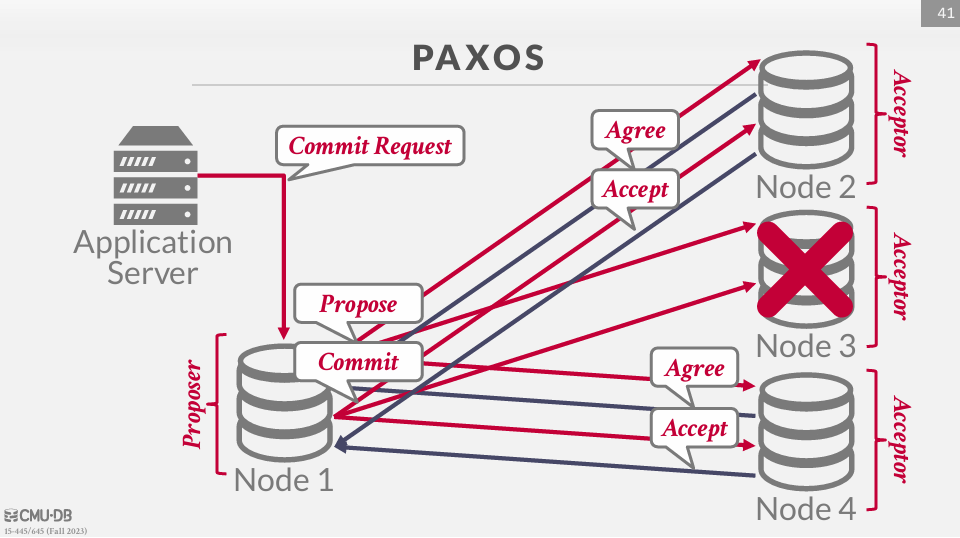 41
PAXOS
Commit Request
Application
Server
Agree
Accept
Node 2
Acceptor
Propose
Commit
Proposer
Node 1
Node 3
Acceptor
Agree
Accept
Node 4
Acceptor
CMU·DB
15-445/645 (Fall 2023)